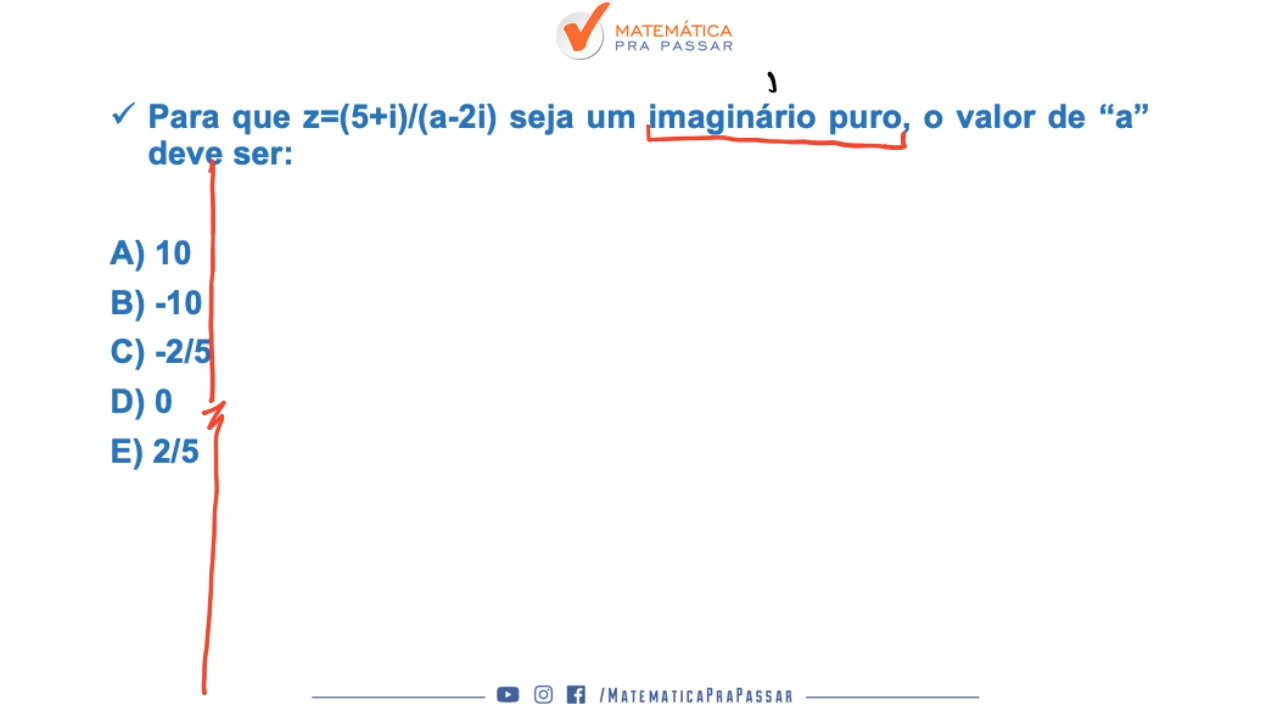 MATEMÁTICA
PRA PASSAR
✓ Para que z=(5+i)/(a-2i) seja um imaginário puro, o valor de “a”
deve ser:
A) 10
B) -10
C) -2/5
D) 0
E) 2/5
/MATEMATICAPRAPASSAR